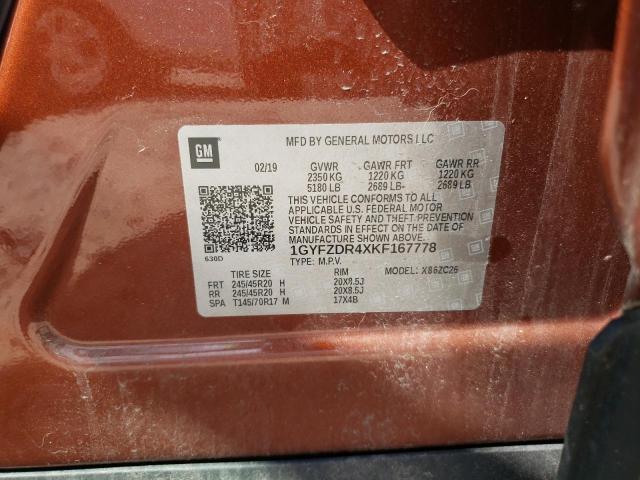 GM
MFD BY GENERAL MOTORS LLC
02/19 GVWR GAWR FRT GAWR RR
2350 KG 1220 KG 1220 KG
5180 LB 2689 LB 2689 LB
THIS VEHICLE CONFORMS TO ALL
APPLICABLE U.S. FEDERAL MOTOR
VEHICLE SAFETY AND THEFT PREVENTION
STANDARDS IN EFFECT ON THE DATE OF
MANUFACTURE SHOWN ABOVE.
1GYFZDR4XKF167778
630D
TYPE: M.P.V. MODEL: X86ZC26
TIRE SIZE RIM
FRT 245/45R20 H 20X8.5J
RR 245/45R20 H 20X8.5J
SPA T145/70R17 M 17X4B